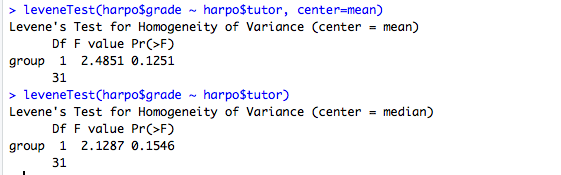 > leveneTest(harpo$grade ~ harpo$tutor, center=mean)
Levene's Test for Homogeneity of Variance (center = mean)
      Df F value Pr(>F)
group  1  2.4851 0.1251
      31
> leveneTest(harpo$grade ~ harpo$tutor)
Levene's Test for Homogeneity of Variance (center = median)
      Df F value Pr(>F)
group  1  2.1287 0.1546
      31